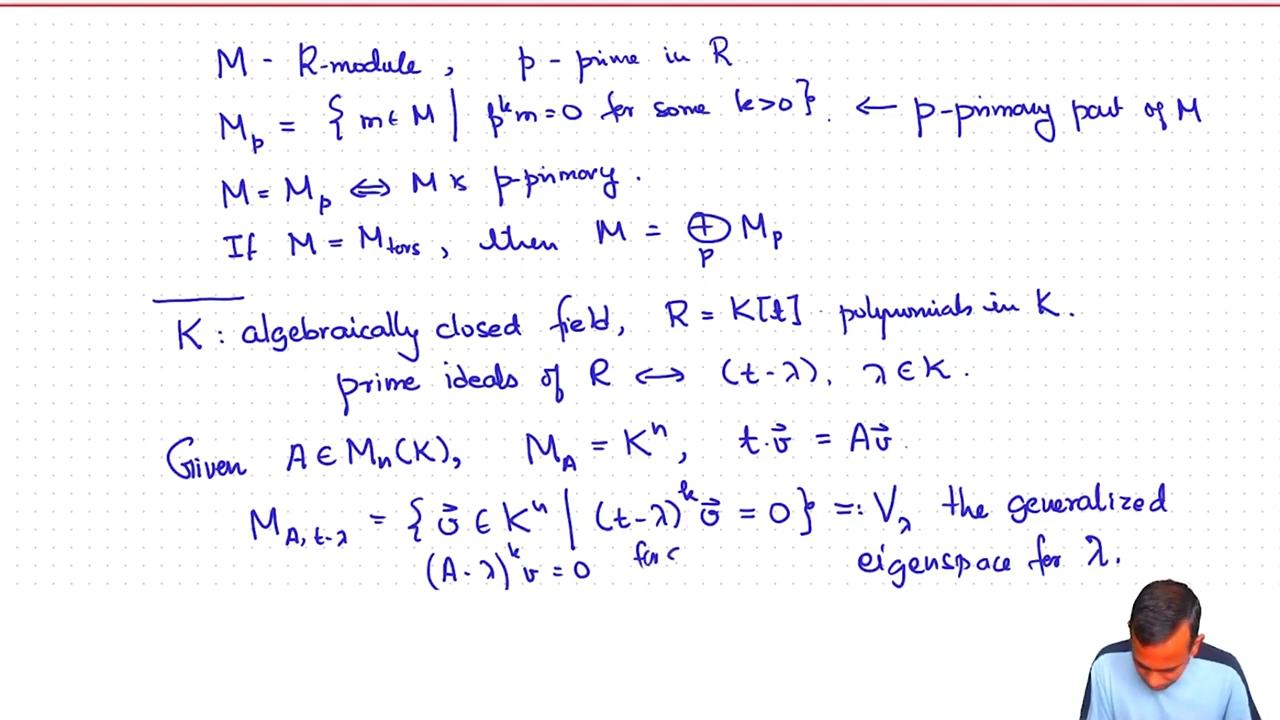 M - R-module, p - prime in R
M_p = { m ∈ M | p^k m = 0 for some k>0 }. ← p-primary part of M
M = M_p ⇔ M is p-primary.
If M = M_tors, then M = ⊕_p M_p
K : algebraically closed field, R = K[t] polynomials in K.
prime ideals of R ↔ (t-λ), λ ∈ K.
Given A ∈ M_n(K), M_A = K^n, t·v⃗ = Av⃗.
M_{A,t-λ} = { v⃗ ∈ K^n | (t-λ)^k v⃗ = 0 } =: V_λ the generalized
(A-λ)^k v = 0 for eigenspace for λ.